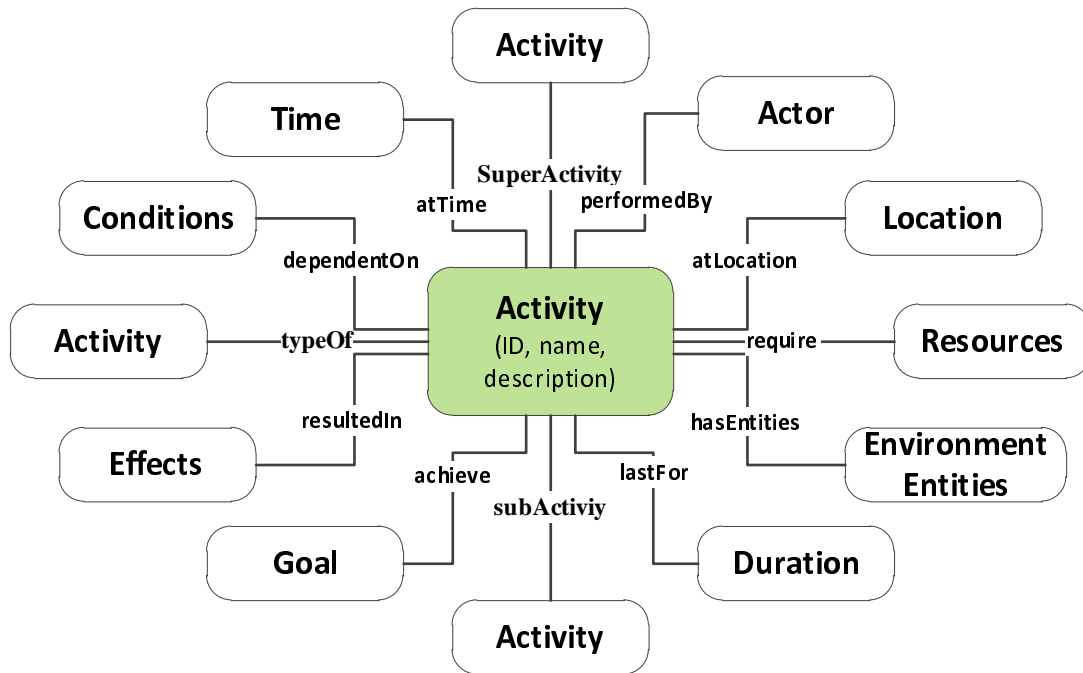 Activity
Time
Actor
SuperActivity
atTime
performedBy
Conditions
Location
dependentOn
atLocation
Activity
(ID, name,
description)
Activity
typeOf
require
Resources
resultedIn
hasEntities
Effects
Environment
Entities
achieve
lastFor
subActiviy
Goal
Duration
Activity